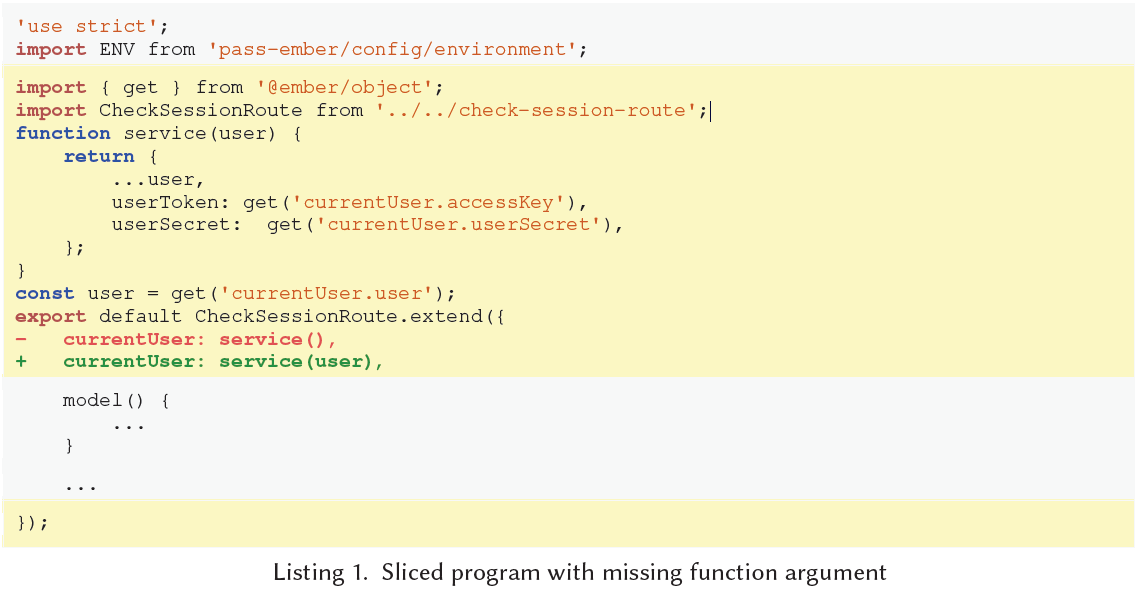 'use strict';
import ENV from 'pass-ember/config/environment';
import { get } from '@ember/object';
import CheckSessionRoute from '../../check-session-route';
function service(user) {
    return {
        ...user,
        userToken: get('currentUser.accessKey'),
        userSecret:  get('currentUser.userSecret'),
    };
}
const user = get('currentUser.user');
export default CheckSessionRoute.extend({
-   currentUser: service(),
+   currentUser: service(user),
    model() {
        ...
    }
    ...
});
Listing 1. Sliced program with missing function argument